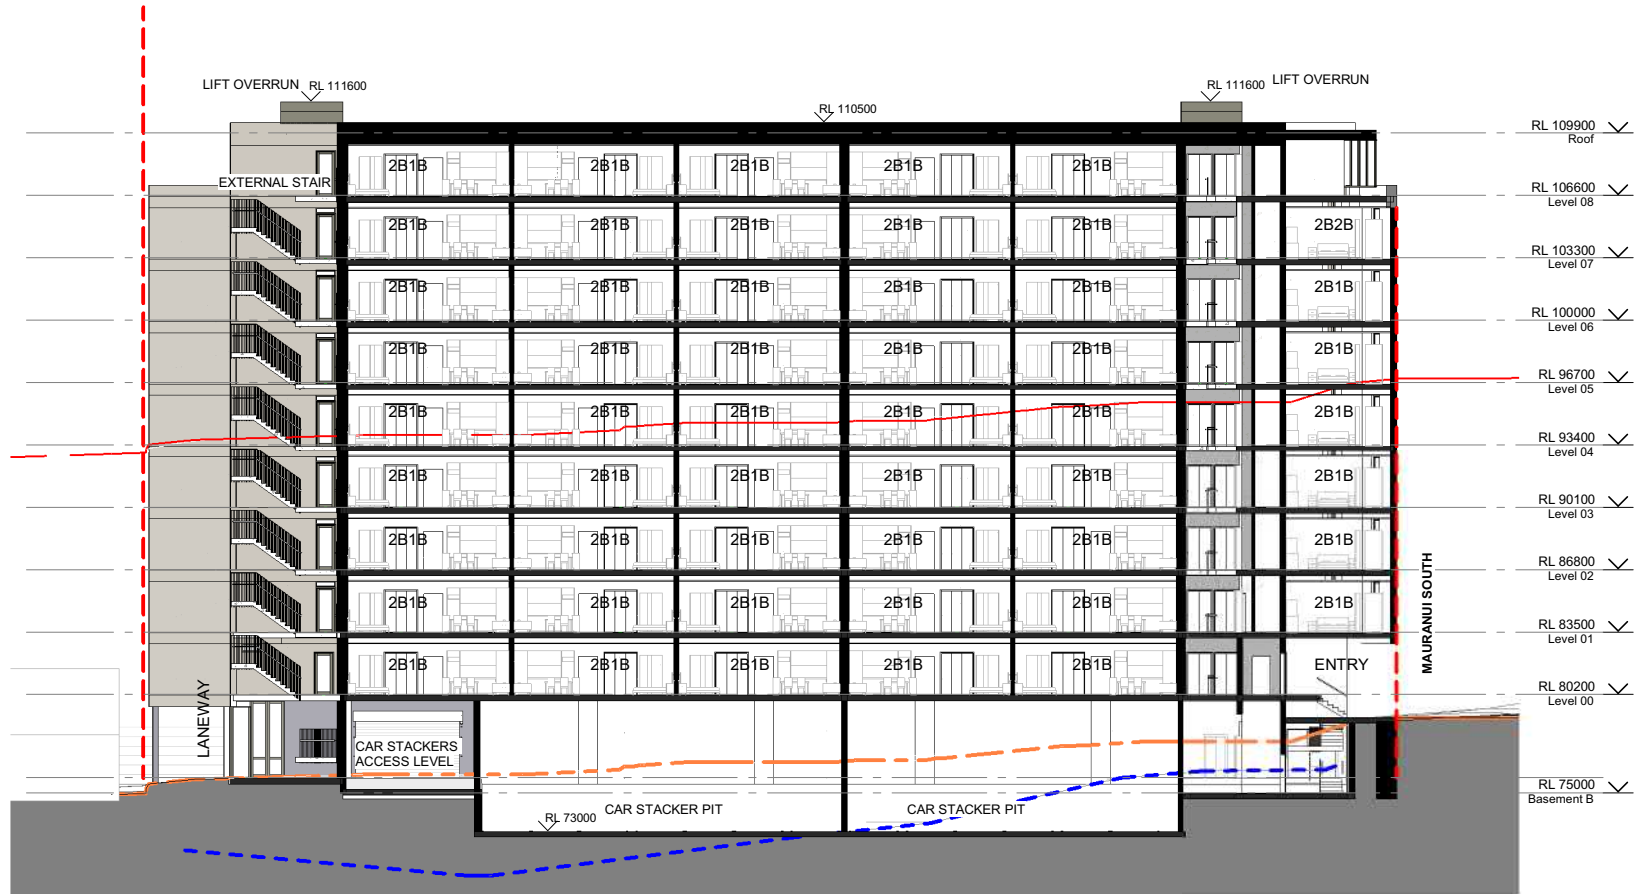 LIFT OVERRUN RL 111600
RL 110500
RL 111600 LIFT OVERRUN
RL 109900
Roof
2B1B 2B1B 2B1B 2B1B 2B1B
EXTERNAL STAIR
RL 106600
Level 08
2B1B 2B1B 2B1B 2B1B 2B1B 2B2B
RL 103300
Level 07
2B1B 2B1B 2B1B 2B1B 2B1B 2B1B
RL 100000
Level 06
2B1B 2B1B 2B1B 2B1B 2B1B 2B1B
RL 96700
Level 05
2B1B 2B1B 2B1B 2B1B 2B1B 2B1B
RL 93400
Level 04
2B1B 2B1B 2B1B 2B1B 2B1B 2B1B
RL 90100
Level 03
2B1B 2B1B 2B1B 2B1B 2B1B 2B1B
RL 86800
Level 02
2B1B 2B1B 2B1B 2B1B 2B1B 2B1B
RL 83500
Level 01
2B1B 2B1B 2B1B 2B1B 2B1B ENTRY
MAURANUI SOUTH
RL 80200
Level 00
LANEWAY
CAR STACKERS
ACCESS LEVEL
RL 75000
Basement B
CAR STACKER PIT CAR STACKER PIT
RL 73000